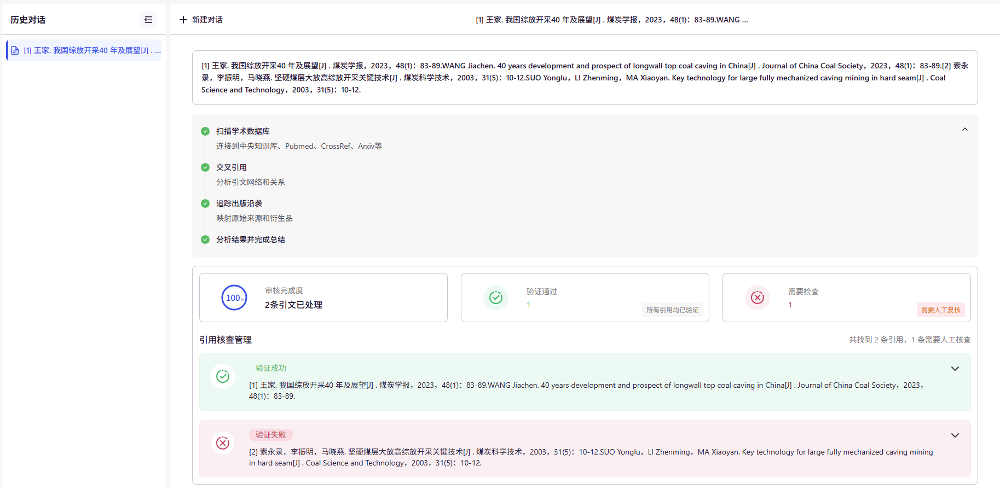 历史对话
[1] 王家. 我国综放开采40 年及展望[J] . ...
新建对话
[1] 王家. 我国综放开采40 年及展望[J] . 煤炭学报，2023，48(1)：83-89.WANG ...
[1] 王家. 我国综放开采40 年及展望[J] . 煤炭学报，2023，48(1)：83-89.WANG Jiachen. 40 years development and prospect of longwall top coal caving in China[J] . Journal of China Coal Society，2023，48(1)：83-89.[2] 索永
录，李振明，马晓燕. 坚硬煤层大放高综放开采关键技术[J] . 煤炭科学技术，2003，31(5)：10-12.SUO Yonglu，LI Zhenming，MA Xiaoyan. Key technology for large fully mechanized caving mining in hard seam[J] . Coal
Science and Technology，2003，31(5)：10-12.
扫描学术数据库
连接到中央知识库、Pubmed、CrossRef、Arxiv等
交叉引用
分析引文网络和关系
追踪出版沿袭
映射原始来源和衍生品
分析结果并完成总结
100%
审核完成度
2条引文已处理
验证通过
1
所有引用均已验证
需要检查
1
需要人工复核
引用核查管理
共找到 2 条引用，1 条需要人工核查
验证成功
[1] 王家. 我国综放开采40 年及展望[J] . 煤炭学报，2023，48(1)：83-89.WANG Jiachen. 40 years development and prospect of longwall top coal caving in China[J] . Journal of China Coal Society，2023，
48(1)：83-89.
验证失败
[2] 索永录，李振明，马晓燕. 坚硬煤层大放高综放开采关键技术[J] . 煤炭科学技术，2003，31(5)：10-12.SUO Yonglu，LI Zhenming，MA Xiaoyan. Key technology for large fully mechanized caving mining
in hard seam[J] . Coal Science and Technology，2003，31(5)：10-12.